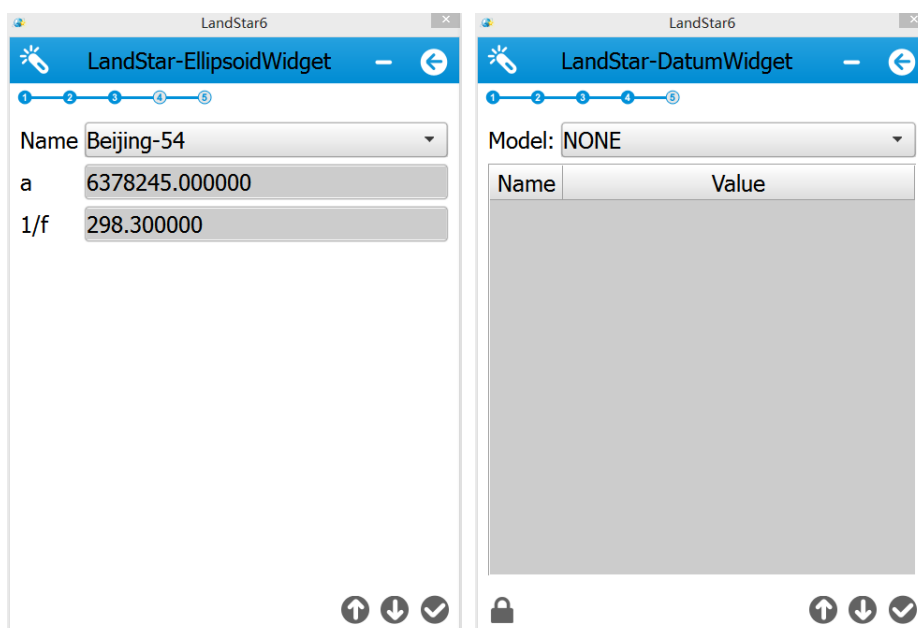 LandStar6
LandStar-EllipsoidWidget
1 2 3 4 5
Name Beijing-54
a 6378245.000000
1/f 298.300000
LandStar6
LandStar-DatumWidget
1 2 3 4 5
Model: NONE
Name Value